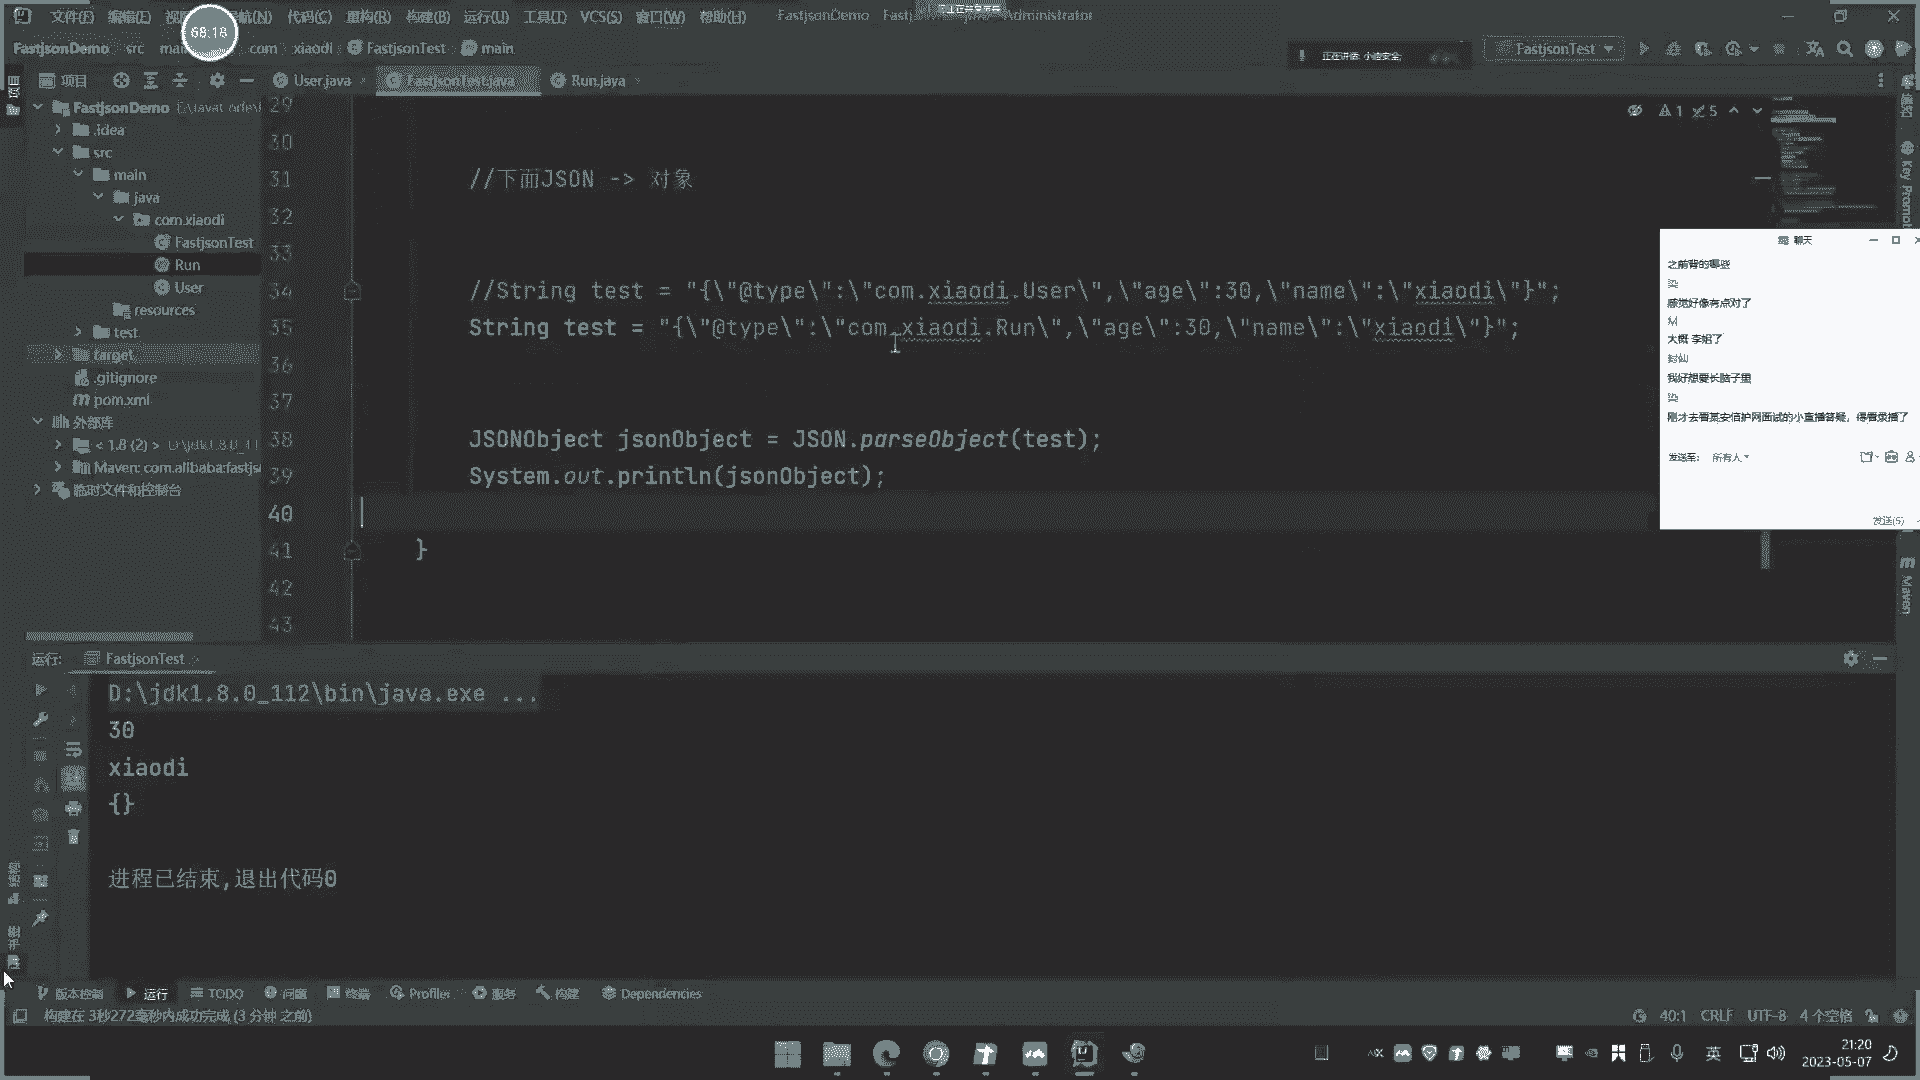 文件(F) 编辑(E) 代码(C) 重构(R) 构建(B) 运行(U) 工具(T) VCS(S) 窗口(W) 帮助(H) FastjsonDemo
68:18
FastjsonDemo src com xiaodi FastjsonTest main
正在讲话: 小迪安全;
FastjsonTest
项目
User.java FastjsonTest.java Run.java
FastjsonDemo
.idea
src
main
java
com.xiaodi
FastjsonTest
Run
User
resources
test
target
.gitignore
pom.xml
外部库
< 1.8 (2) > D:\jdk1.8.0_11
Maven: com.alibaba:fastjs
临时文件和控制台
1 5
29
30
31 //下面JSON -> 对象
32
33
34 //String test = "{\"@type\":\"com.xiaodi.User\",\"age\":30,\"name\":\"xiaodi\"}";
35 String test = "{\"@type\":\"com.xiaodi.Run\",\"age\":30,\"name\":\"xiaodi\"}";
36
37
38 JSONObject jsonObject = JSON.parseObject(test);
39 System.out.println(jsonObject);
40
41 }
42
43
聊天
之前背的哪些
染
感觉好像有点对了
M
大概 李姐了
封仙
我好想要长脑子里
染
刚才去看某安信护网面试的小直播答疑，得看录播了
发送至: 所有人
发送(S)
Maven
运行: FastjsonTest
D:\jdk1.8.0_112\bin\java.exe ...
30
xiaodi
{}
进程已结束,退出代码0
版本控制 运行 TODO 问题 终端 Profiler 服务 构建 Dependencies
构建在 3秒272毫秒内成功完成 (3 分钟 之前)
40:1 CRLF UTF-8 4 个空格
英
21:20
2023-05-07